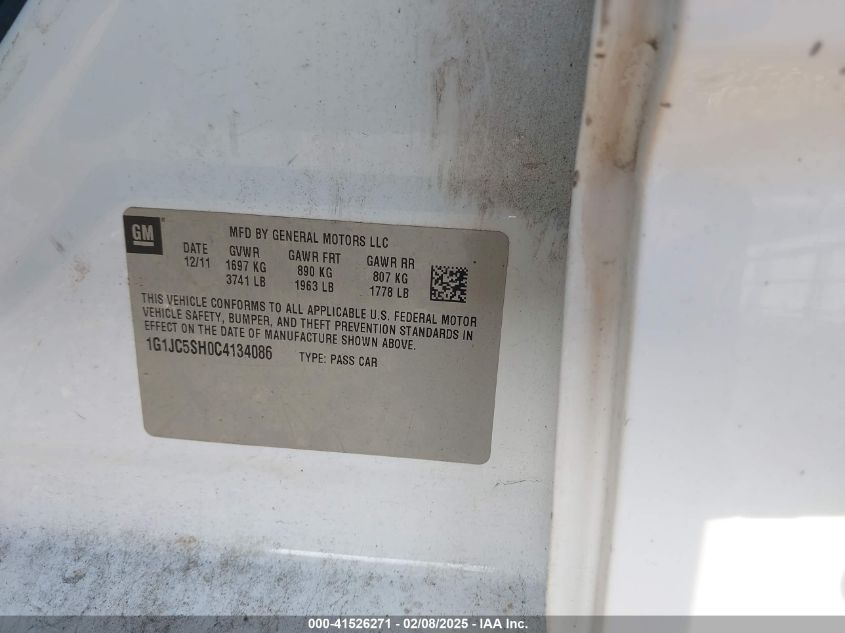 GM
MFD BY GENERAL MOTORS LLC
DATE GVWR GAWR FRT GAWR RR
12/11 1697 KG 890 KG 807 KG
3741 LB 1963 LB 1778 LB
THIS VEHICLE CONFORMS TO ALL APPLICABLE U.S. FEDERAL MOTOR
VEHICLE SAFETY, BUMPER, AND THEFT PREVENTION STANDARDS IN
EFFECT ON THE DATE OF MANUFACTURE SHOWN ABOVE.
1G1JC5SH0C4134086 TYPE: PASS CAR
000-41526271 - 02/08/2025 - IAA Inc.